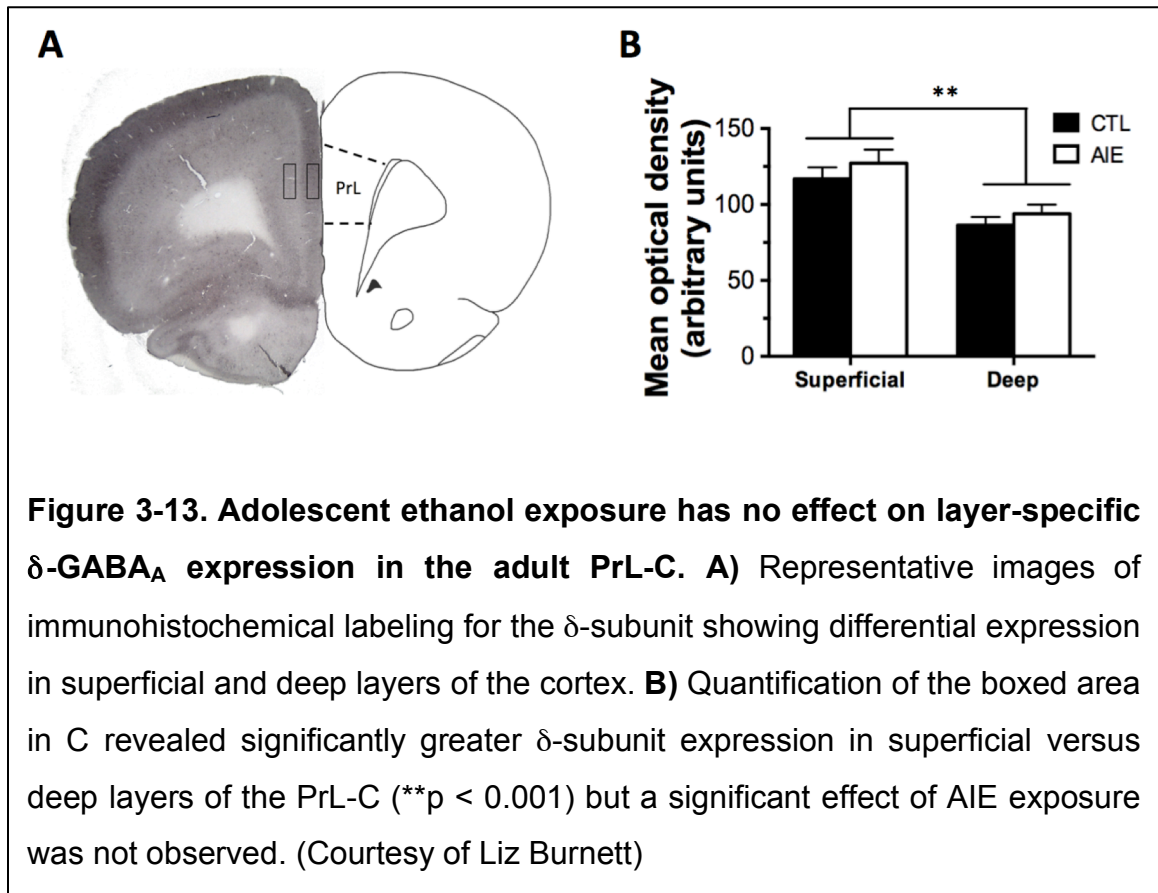 A
PrL
B
**
CTL
AIE
Mean optical density
(arbitrary units)
150
100
50
0
Superficial
Deep
Figure 3-13. Adolescent ethanol exposure has no effect on layer-specific
δ-GABAA expression in the adult PrL-C. A) Representative images of
immunohistochemical labeling for the δ-subunit showing differential expression
in superficial and deep layers of the cortex. B) Quantification of the boxed area
in C revealed significantly greater δ-subunit expression in superficial versus
deep layers of the PrL-C (**p < 0.001) but a significant effect of AIE exposure
was not observed. (Courtesy of Liz Burnett)